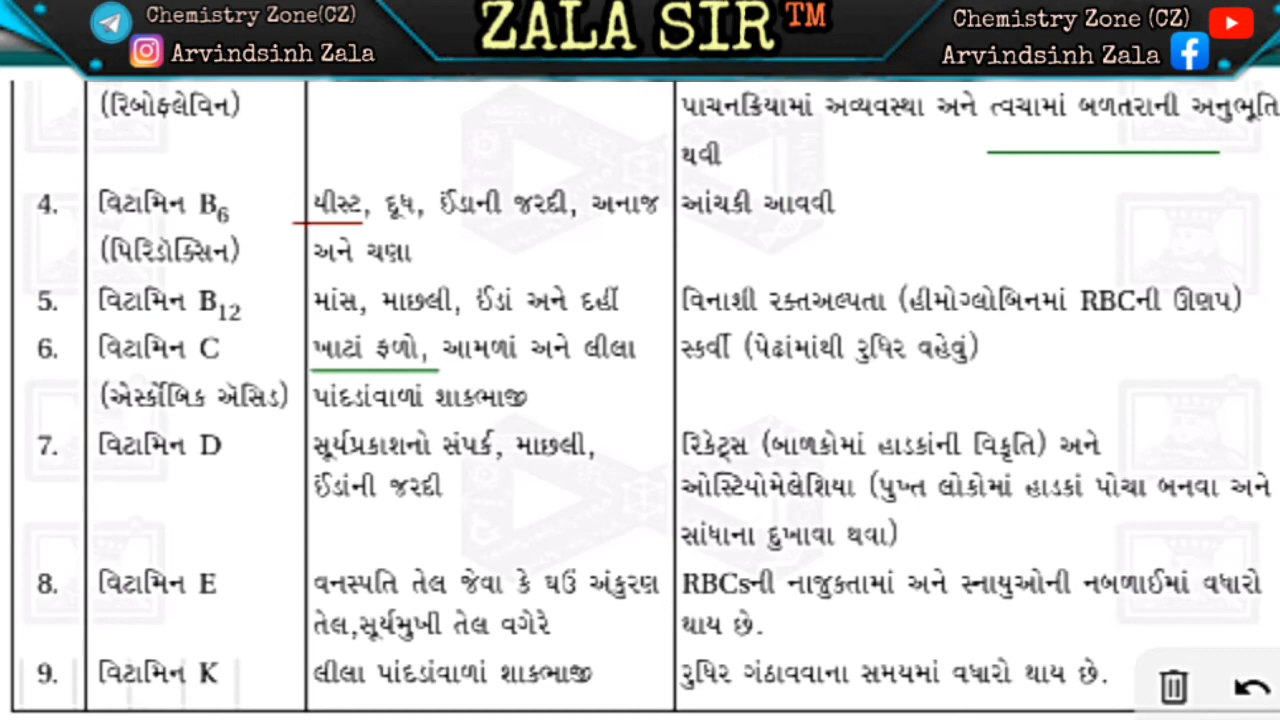 Chemistry Zone(CZ)
Arvindsinh Zala
ZALA SIR™
Chemistry Zone (CZ)
Arvindsinh Zala
(રિબોફ્લેવિન) પાચનક્રિયામાં અવ્યવસ્થા અને ત્વચામાં બળતરાની અનુભૂતિ
થવી
4. વિટામિન B6 યીસ્ટ, દૂધ, ઈંડાની જરદી, અનાજ આંચકી આવવી
(પિરિડૉક્સિન) અને ચણા
5. વિટામિન B12 માંસ, માછલી, ઈંડાં અને દહીં વિનાશી રક્તઅલ્પતા (હીમોગ્લોબિનમાં RBCની ઊણપ)
6. વિટામિન C ખાટાં ફળો, આમળાં અને લીલા સ્કર્વી (પેઢાંમાંથી રુધિર વહેવું)
(એસ્કૉર્બિક ઍસિડ) પાંદડાંવાળાં શાકભાજી
7. વિટામિન D સૂર્યપ્રકાશનો સંપર્ક, માછલી, રિકેટ્સ (બાળકોમાં હાડકાંની વિકૃતિ) અને
ઈંડાંની જરદી ઓસ્ટિયોમેલેશિયા (પુખ્ત લોકોમાં હાડકાં પોચા બનવા અને
સાંધાના દુખાવા થવા)
8. વિટામિન E વનસ્પતિ તેલ જેવા કે ઘઉં અંકુરણ RBCsની નાજુકતામાં અને સ્નાયુઓની નબળાઈમાં વધારો
તેલ,સૂર્યમુખી તેલ વગેરે થાય છે.
9. વિટામિન K લીલા પાંદડાંવાળાં શાકભાજી રુધિર ગંઠાવવાના સમયમાં વધારો થાય છે.